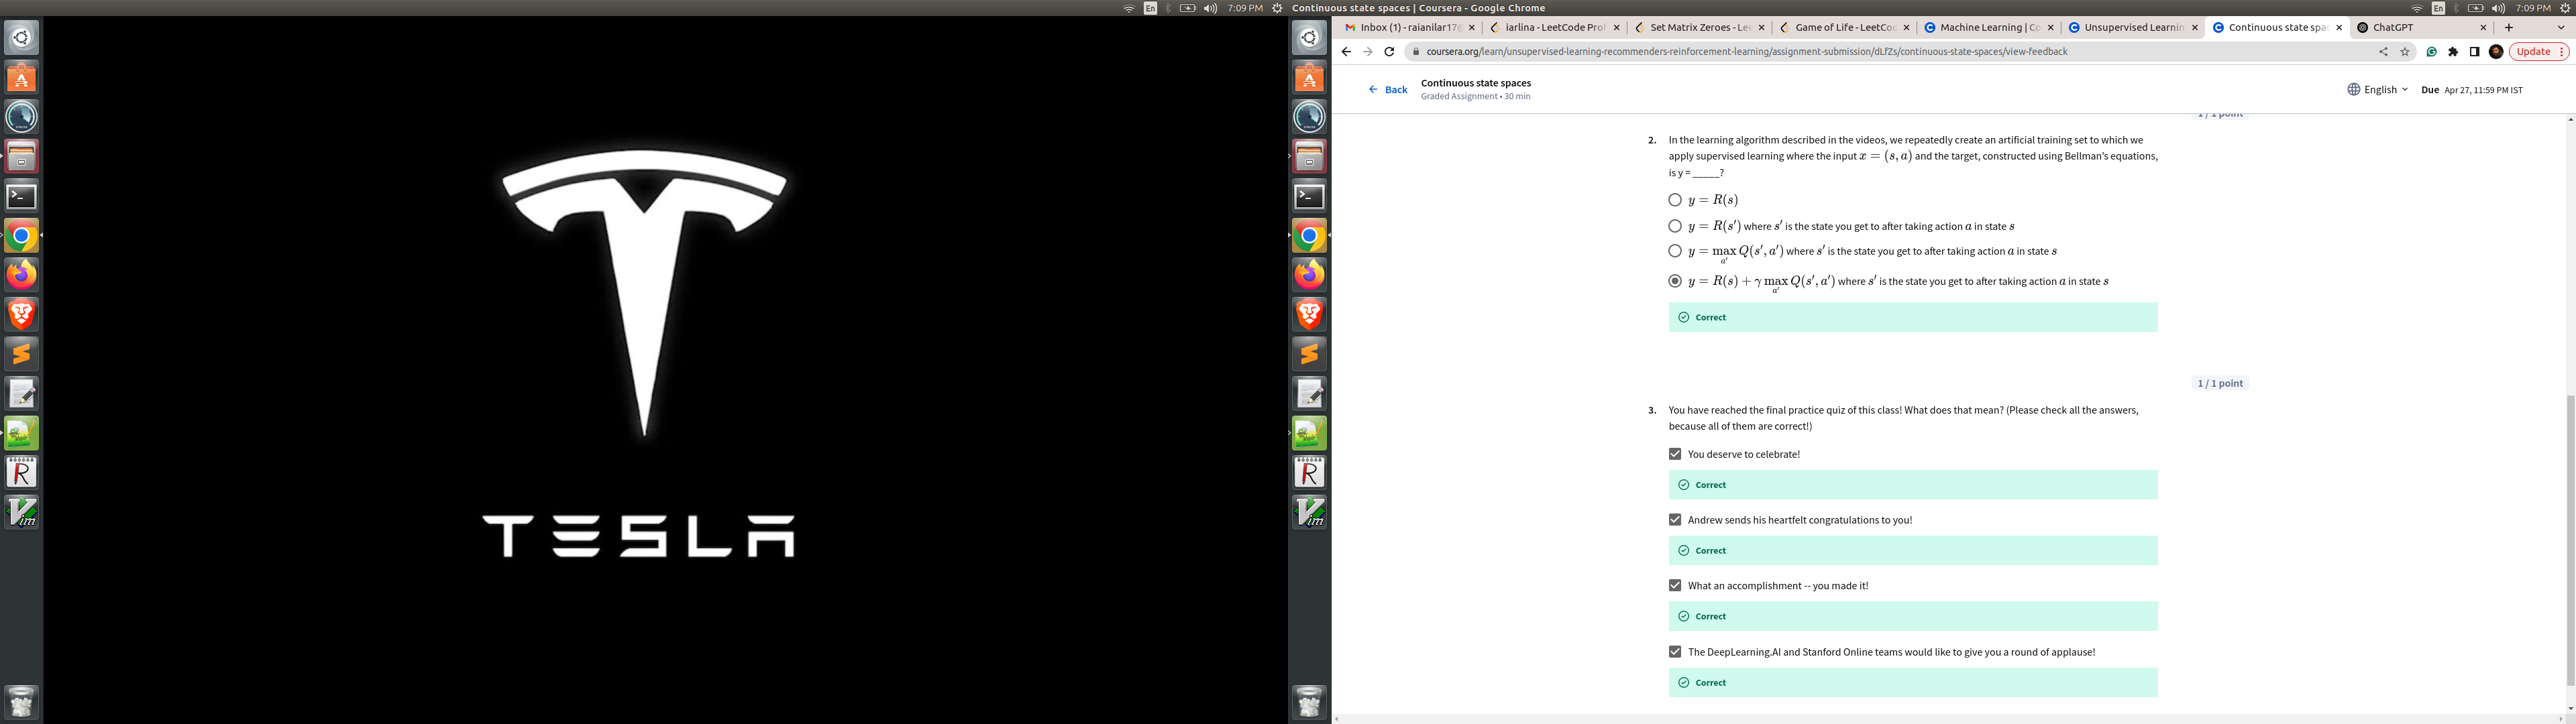 En 7:09 PM Continuous state spaces | Coursera - Google Chrome En 7:09 PM
TESLA
Inbox (1) - raianilar17@ iarlina - LeetCode Prof Set Matrix Zeroes - Lee Game of Life - LeetCod Machine Learning | Co Unsupervised Learnin Continuous state spac ChatGPT
coursera.org/learn/unsupervised-learning-recommenders-reinforcement-learning/assignment-submission/dLfZs/continuous-state-spaces/view-feedback Update
Back
Continuous state spaces
Graded Assignment • 30 min
English Due Apr 27, 11:59 PM IST
1 / 1 point
2. In the learning algorithm described in the videos, we repeatedly create an artificial training set to which we
apply supervised learning where the input x = (s, a) and the target, constructed using Bellman's equations,
is y = _____?
y = R(s)
y = R(s′) where s′ is the state you get to after taking action a in state s
y = max a′ Q(s′, a′) where s′ is the state you get to after taking action a in state s
y = R(s) + γ max a′ Q(s′, a′) where s′ is the state you get to after taking action a in state s
Correct
1 / 1 point
3. You have reached the final practice quiz of this class! What does that mean? (Please check all the answers,
because all of them are correct!)
You deserve to celebrate!
Correct
Andrew sends his heartfelt congratulations to you!
Correct
What an accomplishment -- you made it!
Correct
The DeepLearning.AI and Stanford Online teams would like to give you a round of applause!
Correct